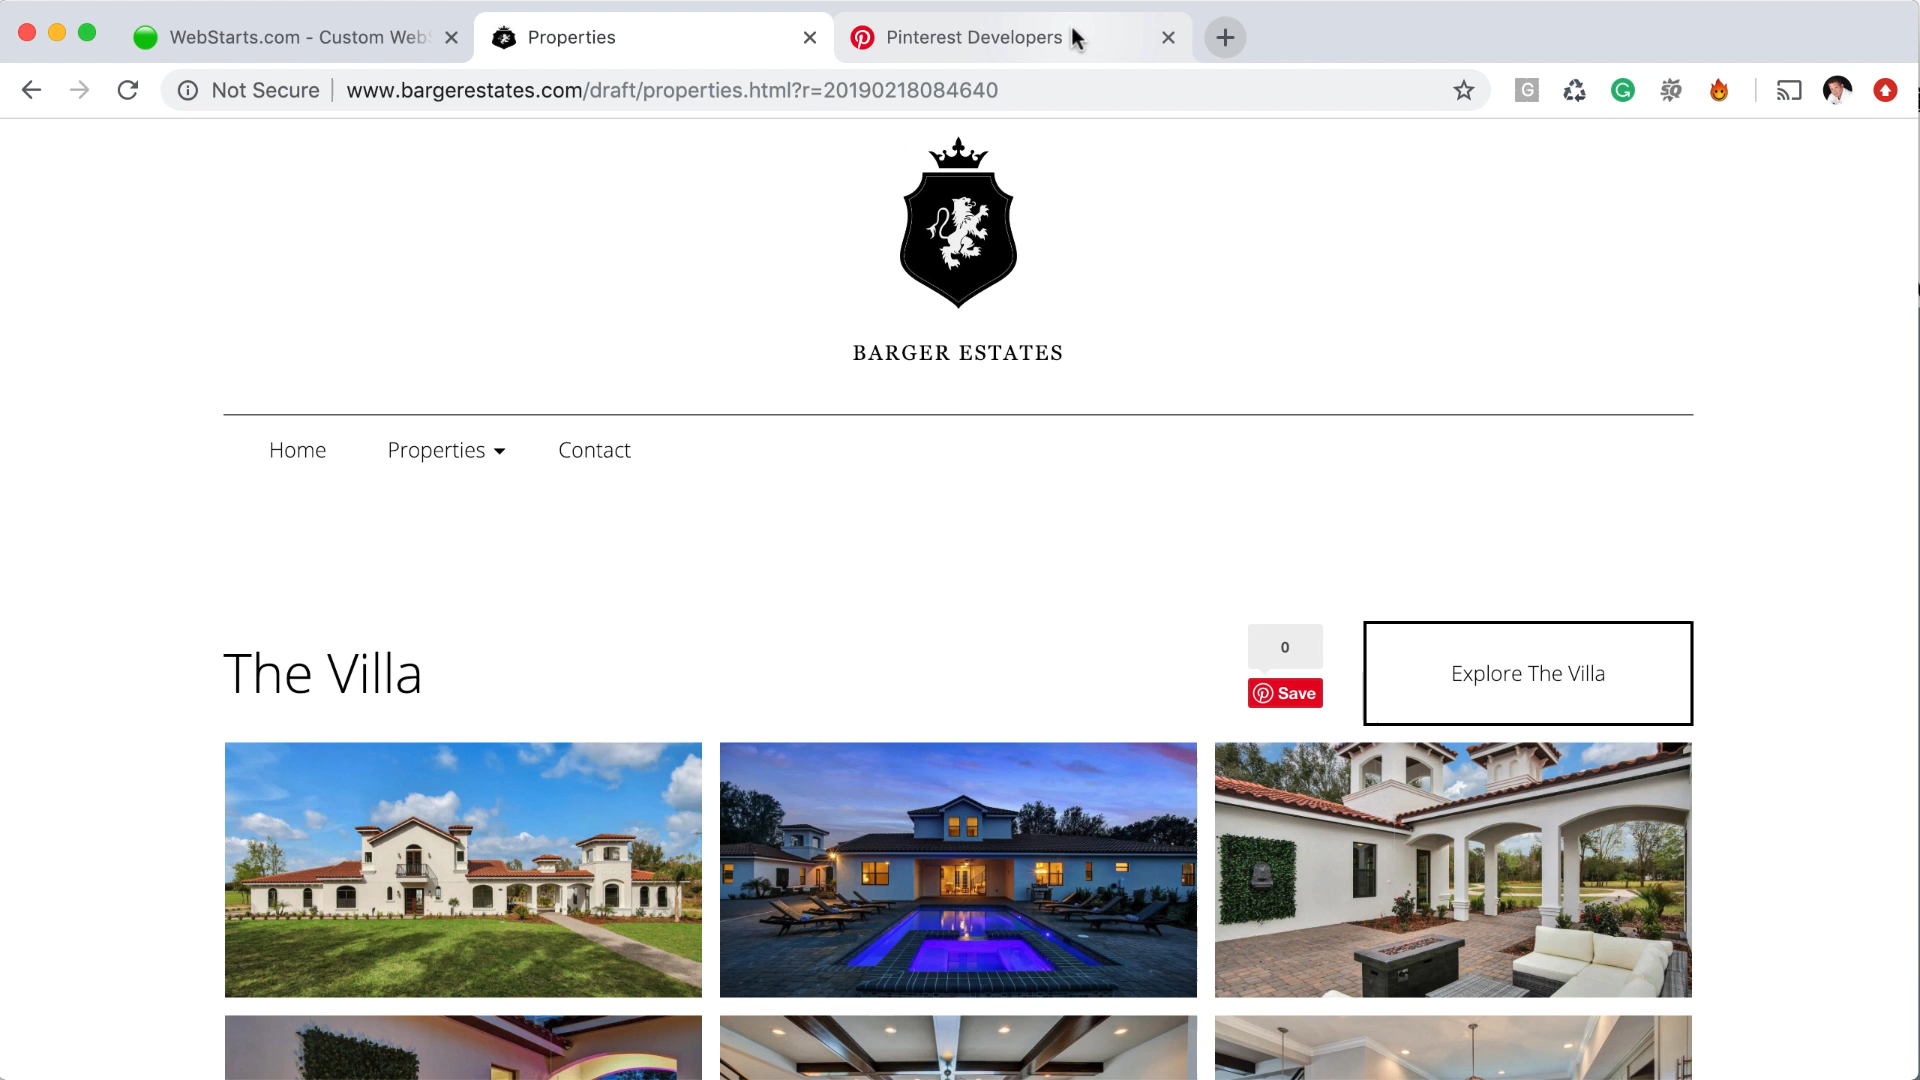 WebStarts.com - Custom Web
Properties
Pinterest Developers
Not Secure
www.bargerestates.com/draft/properties.html?r=20190218084640
BARGER ESTATES
Home
Properties
Contact
The Villa
0
Save
Explore The Villa